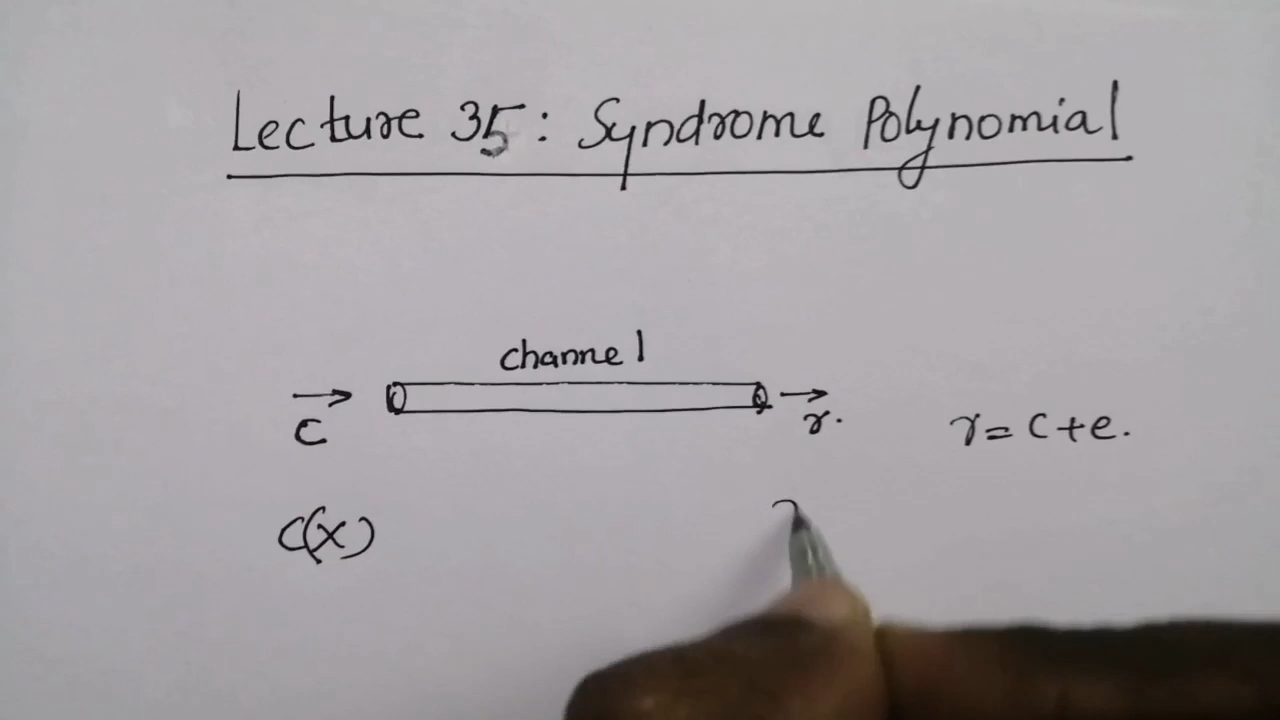 Lecture 35: Syndrome Polynomial
channel
c
r.
r = c + e.
c(x)